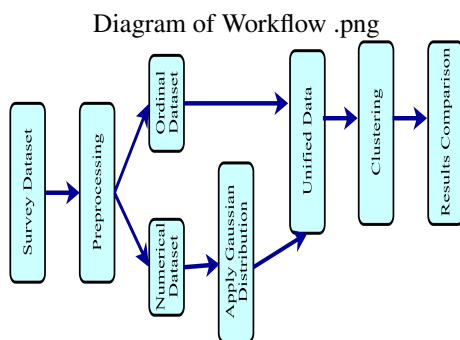 Diagram of Workflow .png
Survey Dataset
Preprocessing
Ordinal
Dataset
Numerical
Dataset
Apply Gaussian
Distribution
Unified Data
Clustering
Results Comparison